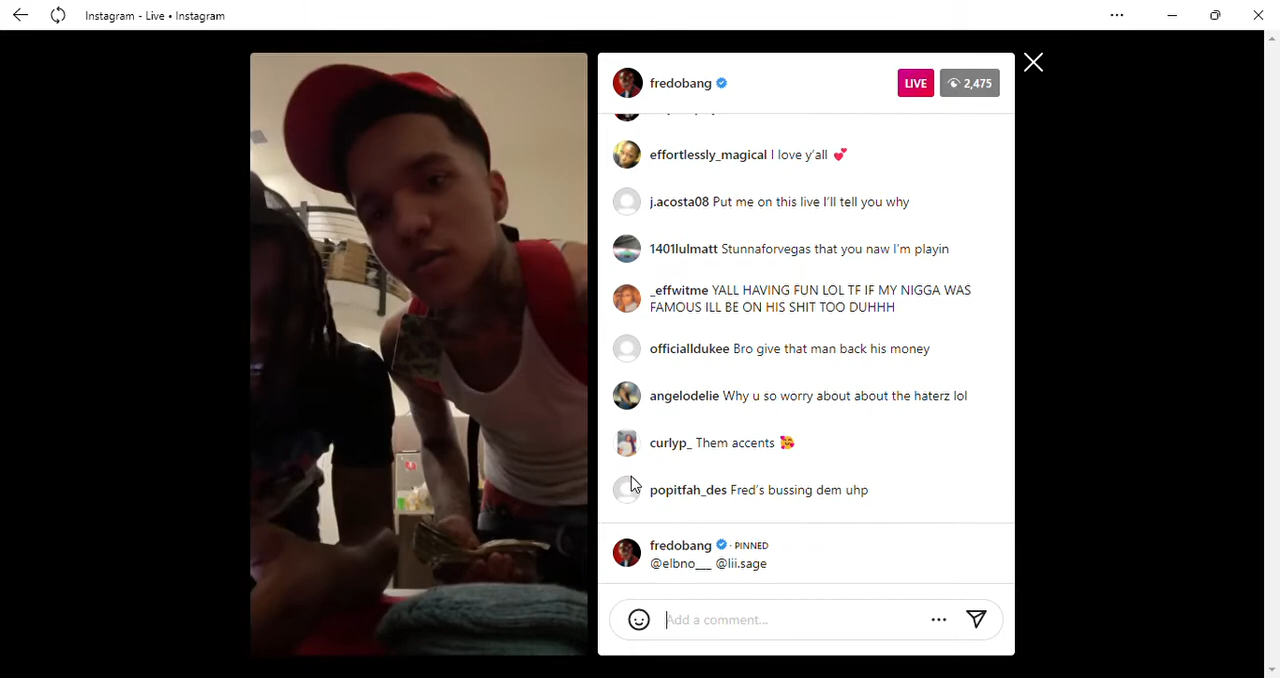 Instagram - Live • Instagram
fredobang
LIVE
2,475
effortlessly_magical I love y'all 💕
j.acosta08 Put me on this live I'll tell you why
1401lulmatt Stunnaforvegas that you naw I'm playin
_effwitme YALL HAVING FUN LOL TF IF MY NIGGA WAS
FAMOUS ILL BE ON HIS SHIT TOO DUHHH
officialldukee Bro give that man back his money
angelodelie Why u so worry about about the haterz lol
curlyp_ Them accents 🥰
popitfah_des Fred's bussing dem uhp
fredobang · PINNED
@elbno___ @lii.sage
Add a comment...